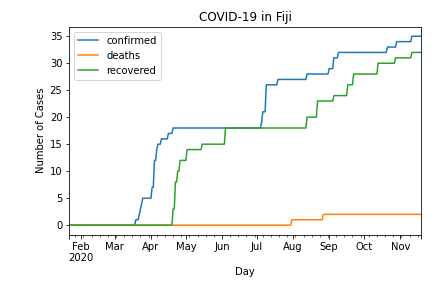 COVID-19 in Fiji
confirmed
deaths
recovered
Number of Cases
35
30
25
20
15
10
5
0
Feb Mar Apr May Jun Jul Aug Sep Oct Nov
2020
Day